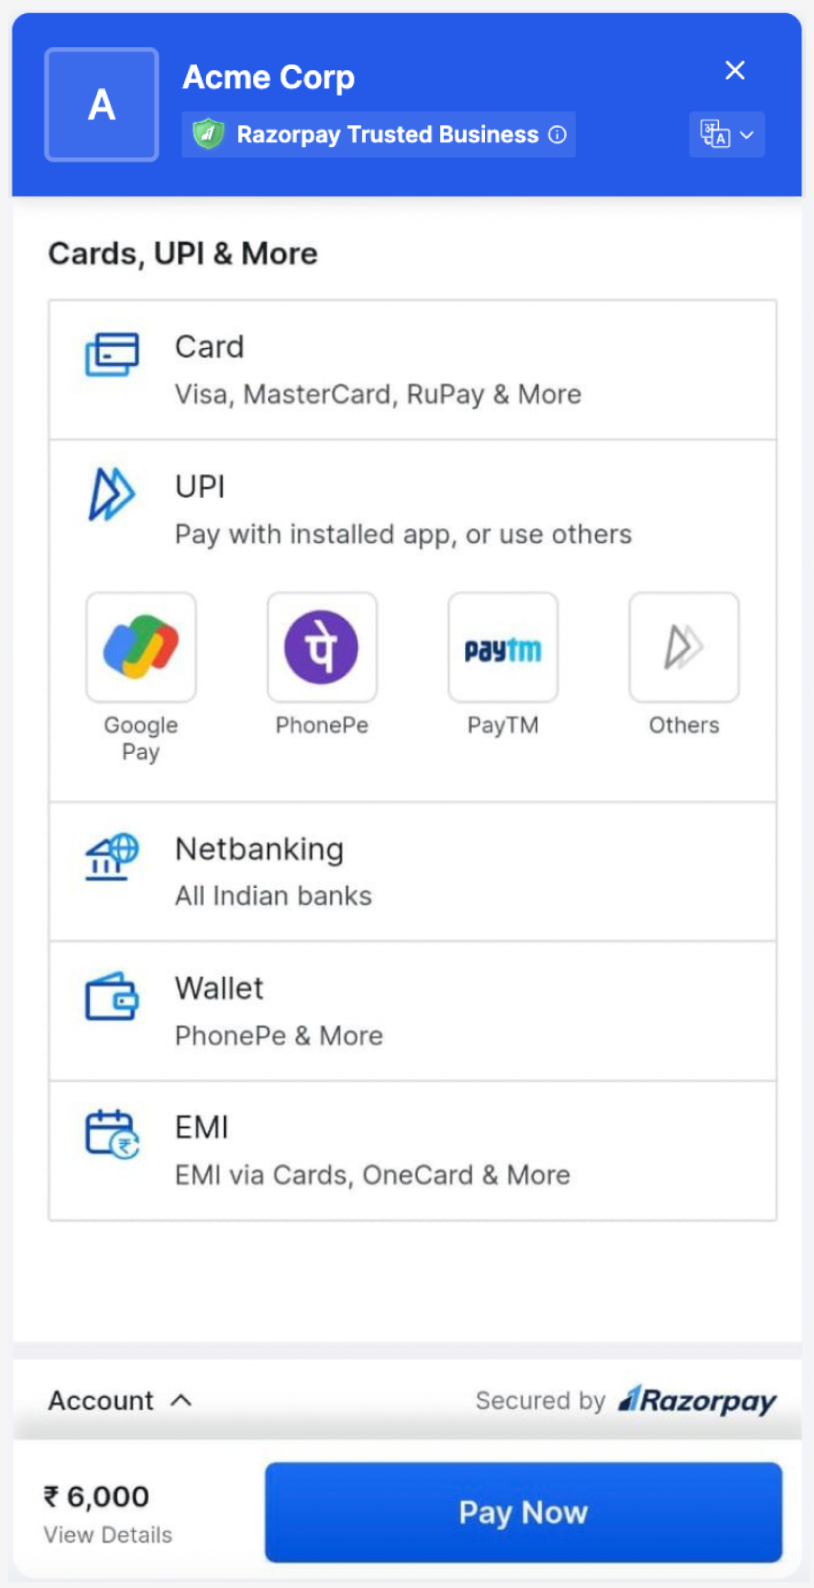 A
Acme Corp
Razorpay Trusted Business
Cards, UPI & More
Card
Visa, MasterCard, RuPay & More
UPI
Pay with installed app, or use others
पे
paytm
Google
Pay
PhonePe
PayTM
Others
Netbanking
All Indian banks
Wallet
PhonePe & More
EMI
₹
EMI via Cards, OneCard & More
Account
Secured by Razorpay
₹ 6,000
View Details
Pay Now